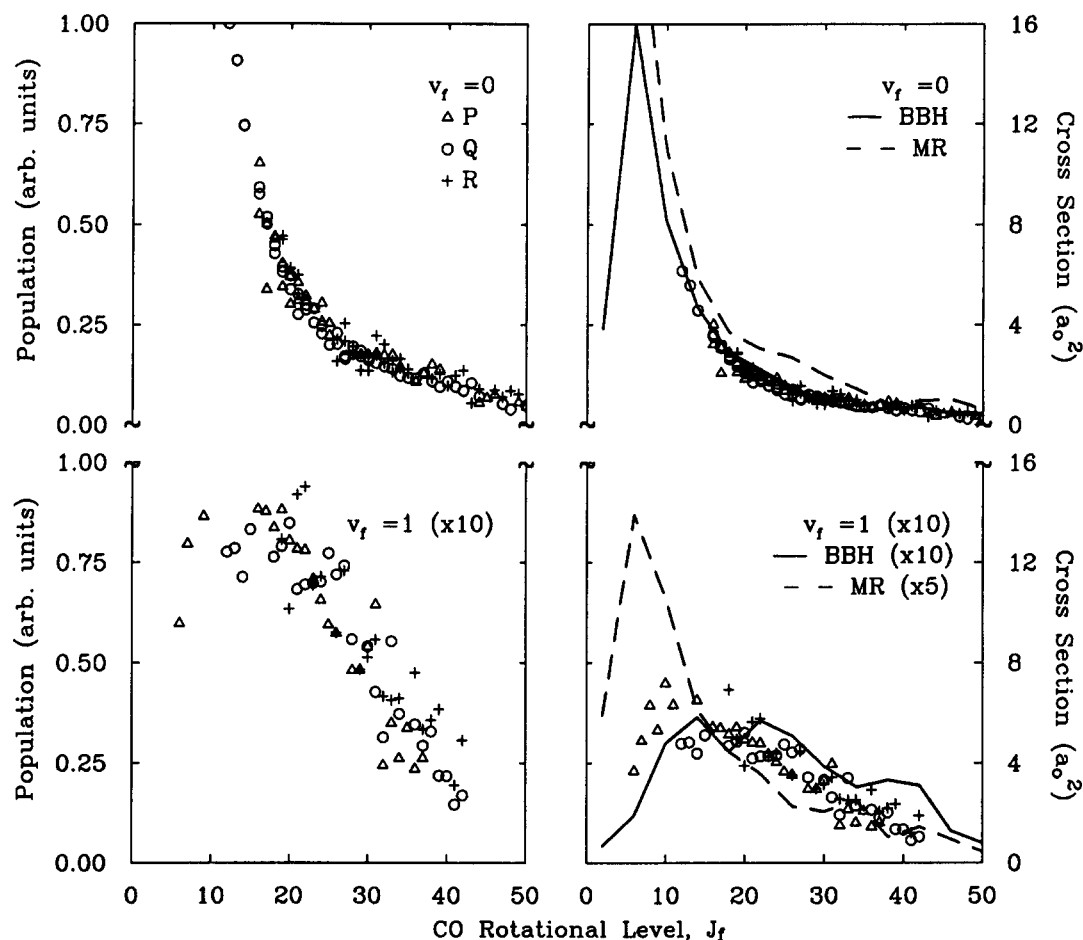 1.00
0.75
0.50
0.25
0.00
Population (arb. units)
v_f =0
△ P
○ Q
+ R
16
12
8
4
0
Cross Section (a_o^2)
v_f =0
BBH
MR
1.00
0.75
0.50
0.25
0.00
Population (arb. units)
v_f =1 (x10)
0 10 20 30 40 50
16
12
8
4
0
Cross Section (a_o^2)
v_f =1 (x10)
BBH (x10)
MR (x5)
0 10 20 30 40 50
CO Rotational Level, J_f